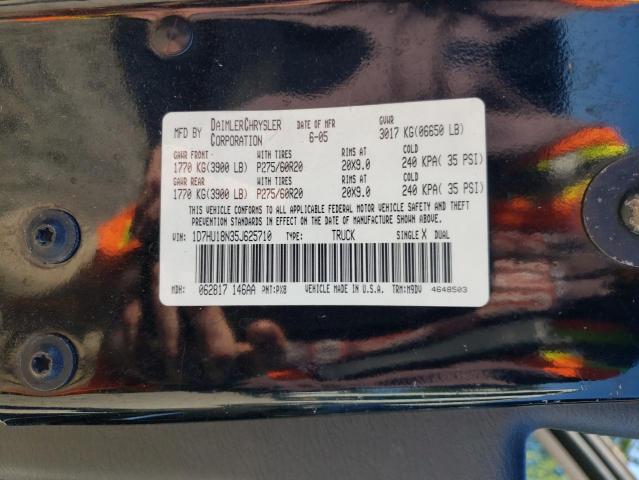 MFD BY DAIMLERCHRYSLER CORPORATION DATE OF MFR 6-05 GVWR 3017 KG(06650 LB)
GAWR FRONT WITH TIRES RIMS AT COLD
1770 KG(3900 LB) P275/60R20 20X9.0 240 KPA( 35 PSI)
GAWR REAR WITH TIRES RIMS AT COLD
1770 KG(3900 LB) P275/60R20 20X9.0 240 KPA( 35 PSI)
THIS VEHICLE CONFORMS TO ALL APPLICABLE FEDERAL MOTOR VEHICLE SAFETY AND THEFT
PREVENTION STANDARDS IN EFFECT ON THE DATE OF MANUFACTURE SHOWN ABOVE.
VIN: 1D7HU18N35J625710 TYPE: TRUCK SINGLE X DUAL
MDH: 062817 146AA PNT:PX8 VEHICLE MADE IN U.S.A. TRM:M9DV 4648503